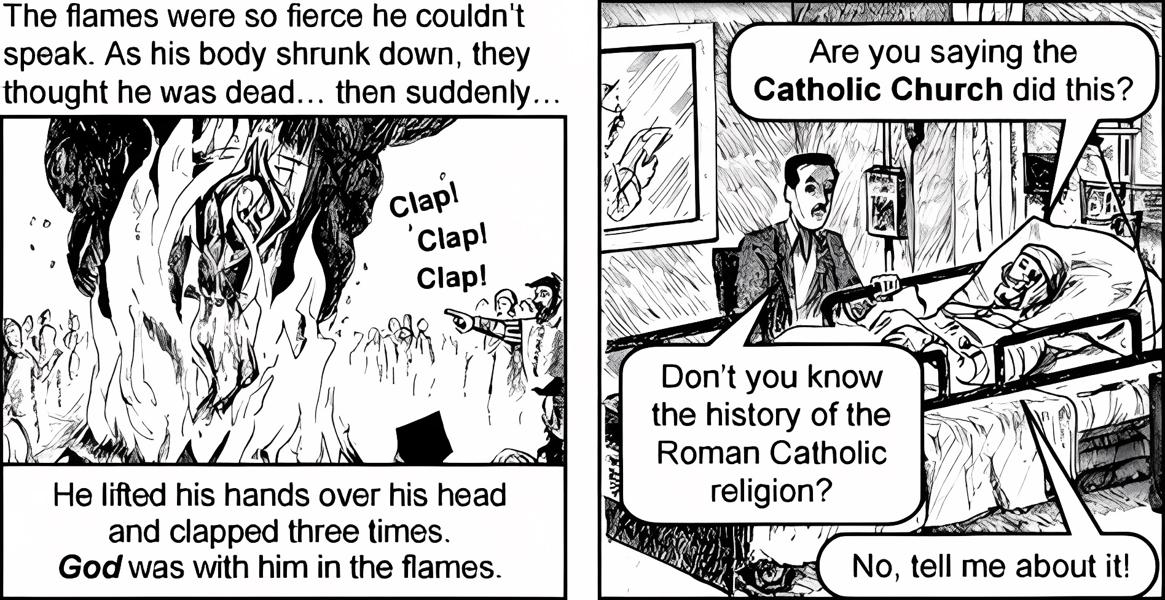 The flames were so fierce he couldn't
speak. As his body shrunk down, they
thought he was dead... then suddenly...
Clap!
Clap!
Clap!
He lifted his hands over his head
and clapped three times.
God was with him in the flames.
Are you saying the
Catholic Church did this?
Don't you know
the history of the
Roman Catholic
religion?
No, tell me about it!